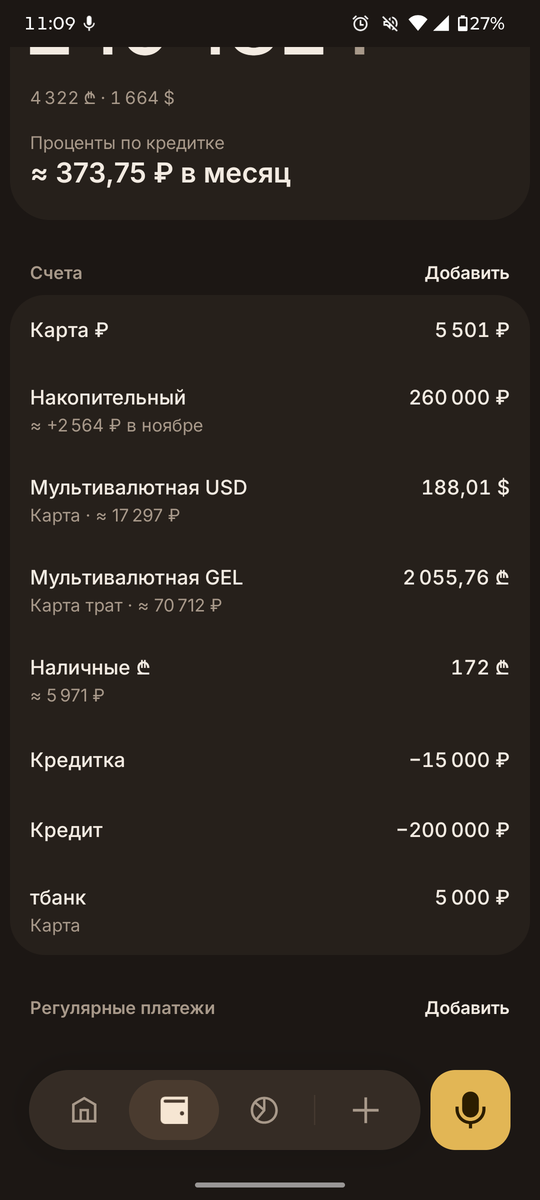 11:09
27%
4 322 ₾ · 1 664 $
Проценты по кредитке
≈ 373,75 ₽ в месяц
Счета
Добавить
Карта ₽
5 501 ₽
Накопительный
260 000 ₽
≈ +2 564 ₽ в ноябре
Мультивалютная USD
188,01 $
Карта · ≈ 17 297 ₽
Мультивалютная GEL
2 055,76 ₾
Карта трат · ≈ 70 712 ₽
Наличные ₾
172 ₾
≈ 5 971 ₽
Кредитка
−15 000 ₽
Кредит
−200 000 ₽
тбанк
5 000 ₽
Карта
Регулярные платежи
Добавить